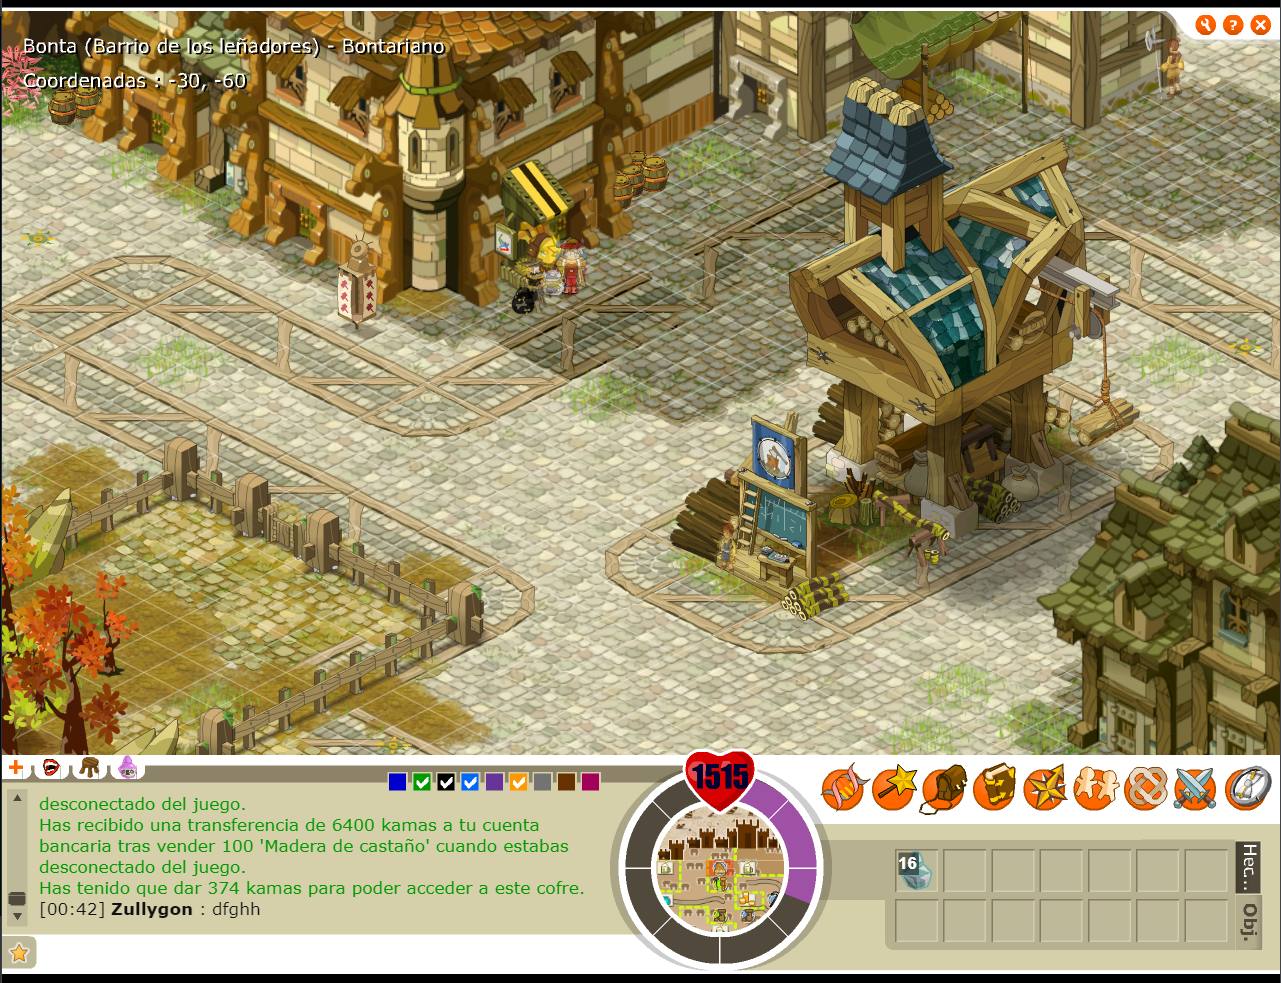 Bonta (Barrio de los leñadores) - Bontariano
Coordenadas : -30, -60
1515
desconectado del juego.
Has recibido una transferencia de 6400 kamas a tu cuenta
bancaria tras vender 100 'Madera de castaño' cuando estabas
desconectado del juego.
Has tenido que dar 374 kamas para poder acceder a este cofre.
[00:42] Zullygon : dfghh
16
Hec...
Obj.